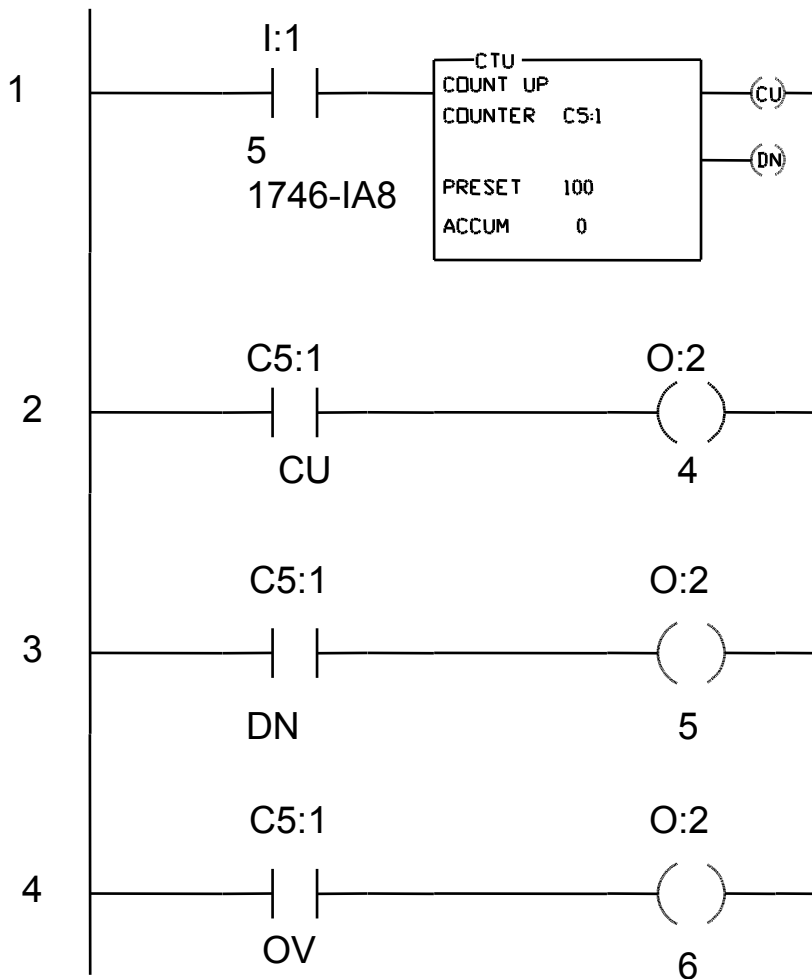 I:1
1
5
1746-IA8
CTU
COUNT UP
COUNTER C5:1
PRESET 100
ACCUM 0
CU
DN
C5:1 O:2
2
CU 4
C5:1 O:2
3
DN 5
C5:1 O:2
4
OV 6